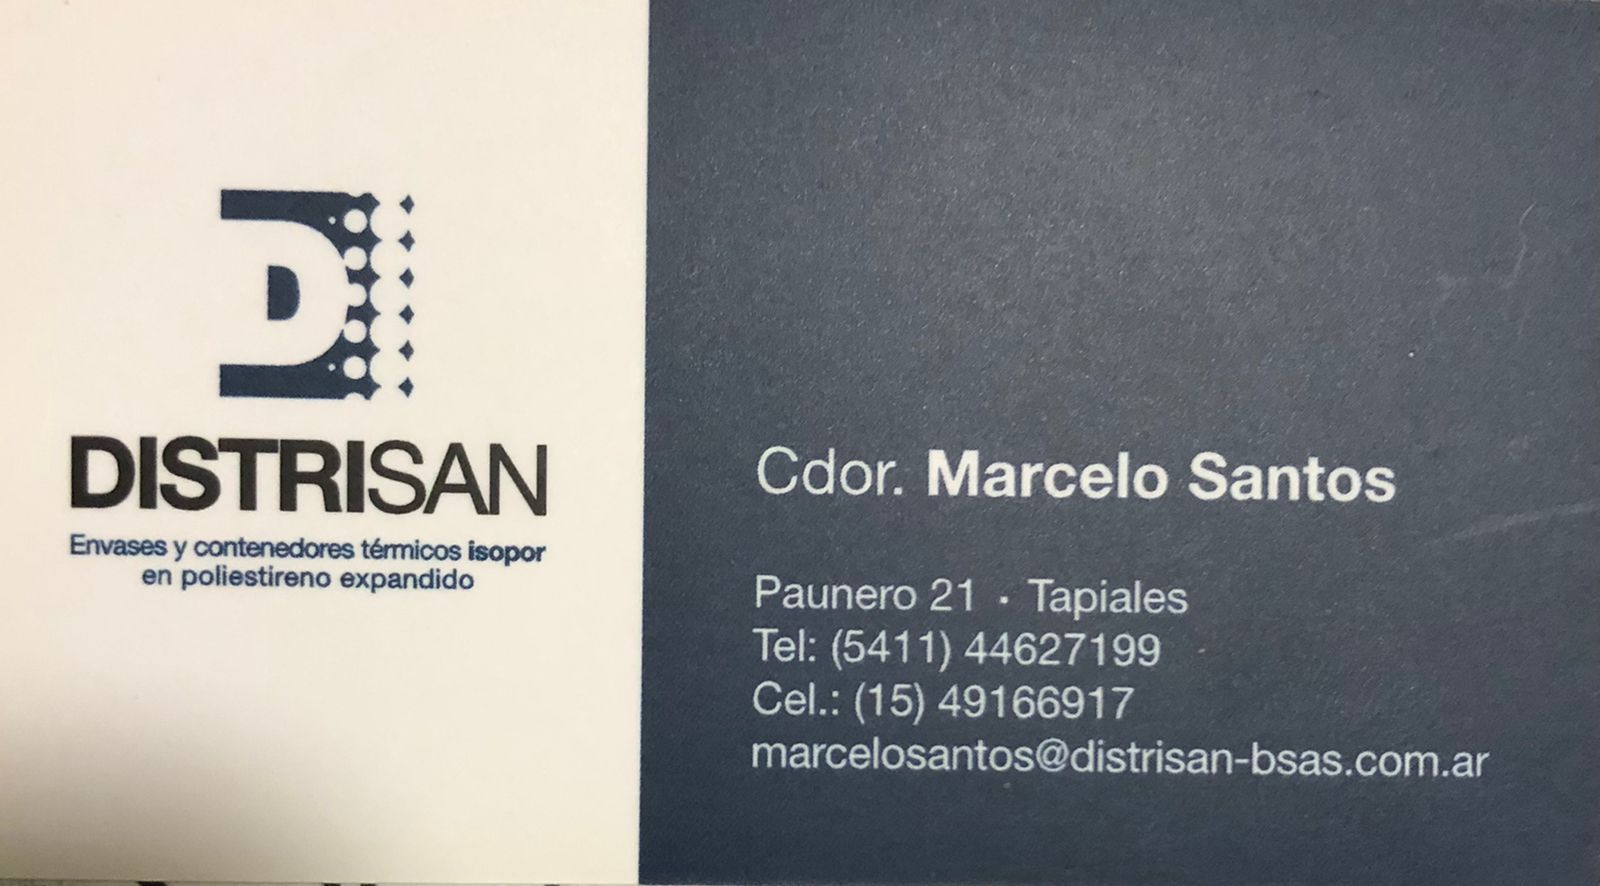 DISTRISAN
Envases y contenedores térmicos isopor
en poliestireno expandido
Cdor. Marcelo Santos
Paunero 21 · Tapiales
Tel: (5411) 44627199
Cel.: (15) 49166917
marcelosantos@distrisan-bsas.com.ar